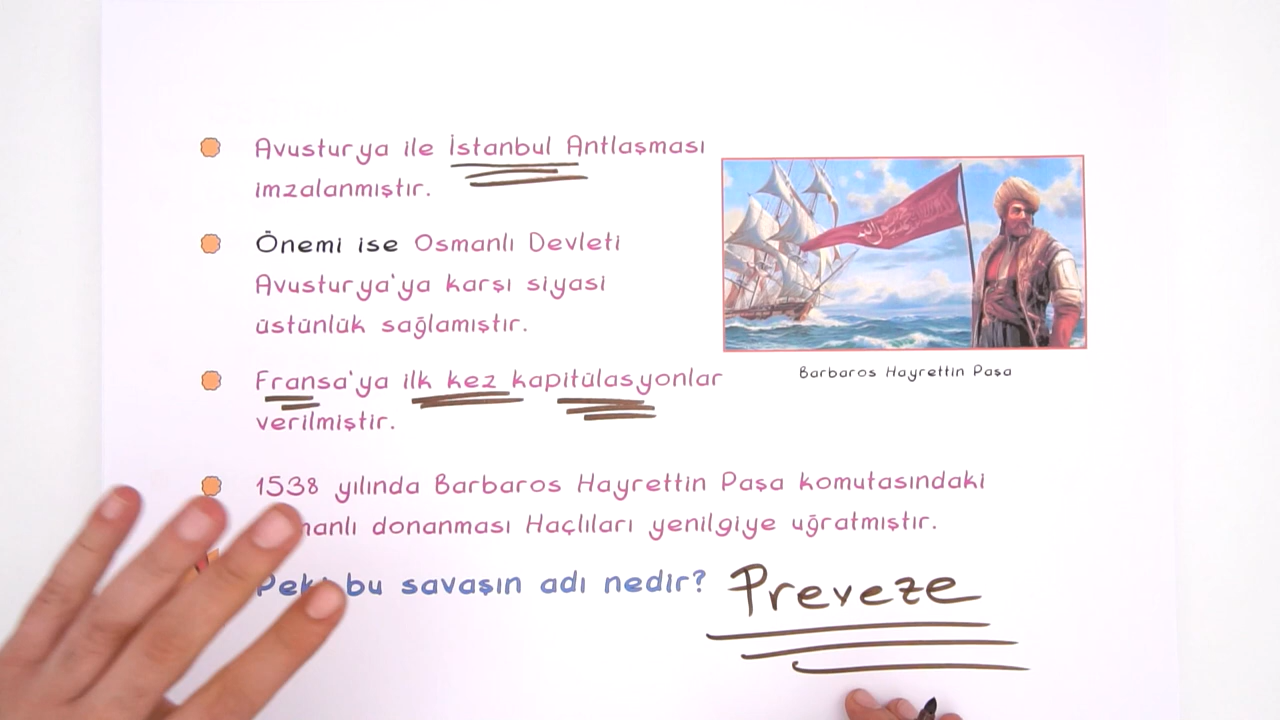 Avusturya ile İstanbul Antlaşması
imzalanmıştır.
Önemi ise Osmanlı Devleti
Avusturya'ya karşı siyasi
üstünlük sağlamıştır.
Fransa'ya ilk kez kapitülasyonlar
verilmiştir.
Barbaros Hayrettin Paşa
1538 yılında Barbaros Hayrettin Paşa komutasındaki
donanması Haçlıları yenilgiye uğratmıştır.
bu savaşın adı nedir? Preveze